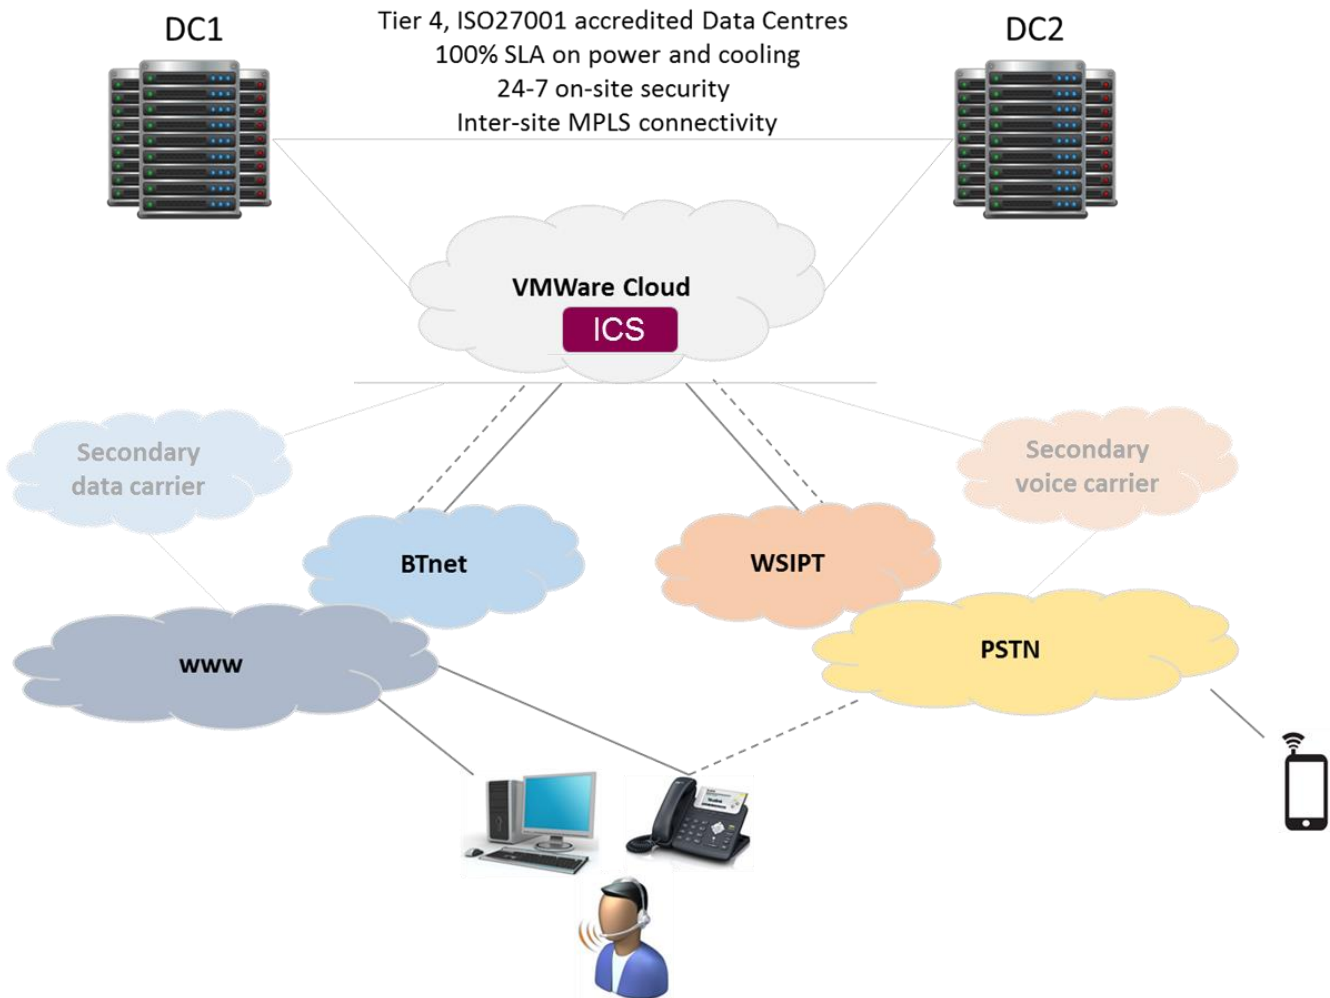 DC1
Tier 4, ISO27001 accredited Data Centres
100% SLA on power and cooling
24-7 on-site security
Inter-site MPLS connectivity
DC2
VMWare Cloud
ICS
Secondary
data carrier
Secondary
voice carrier
BTnet
WSIPT
www
PSTN